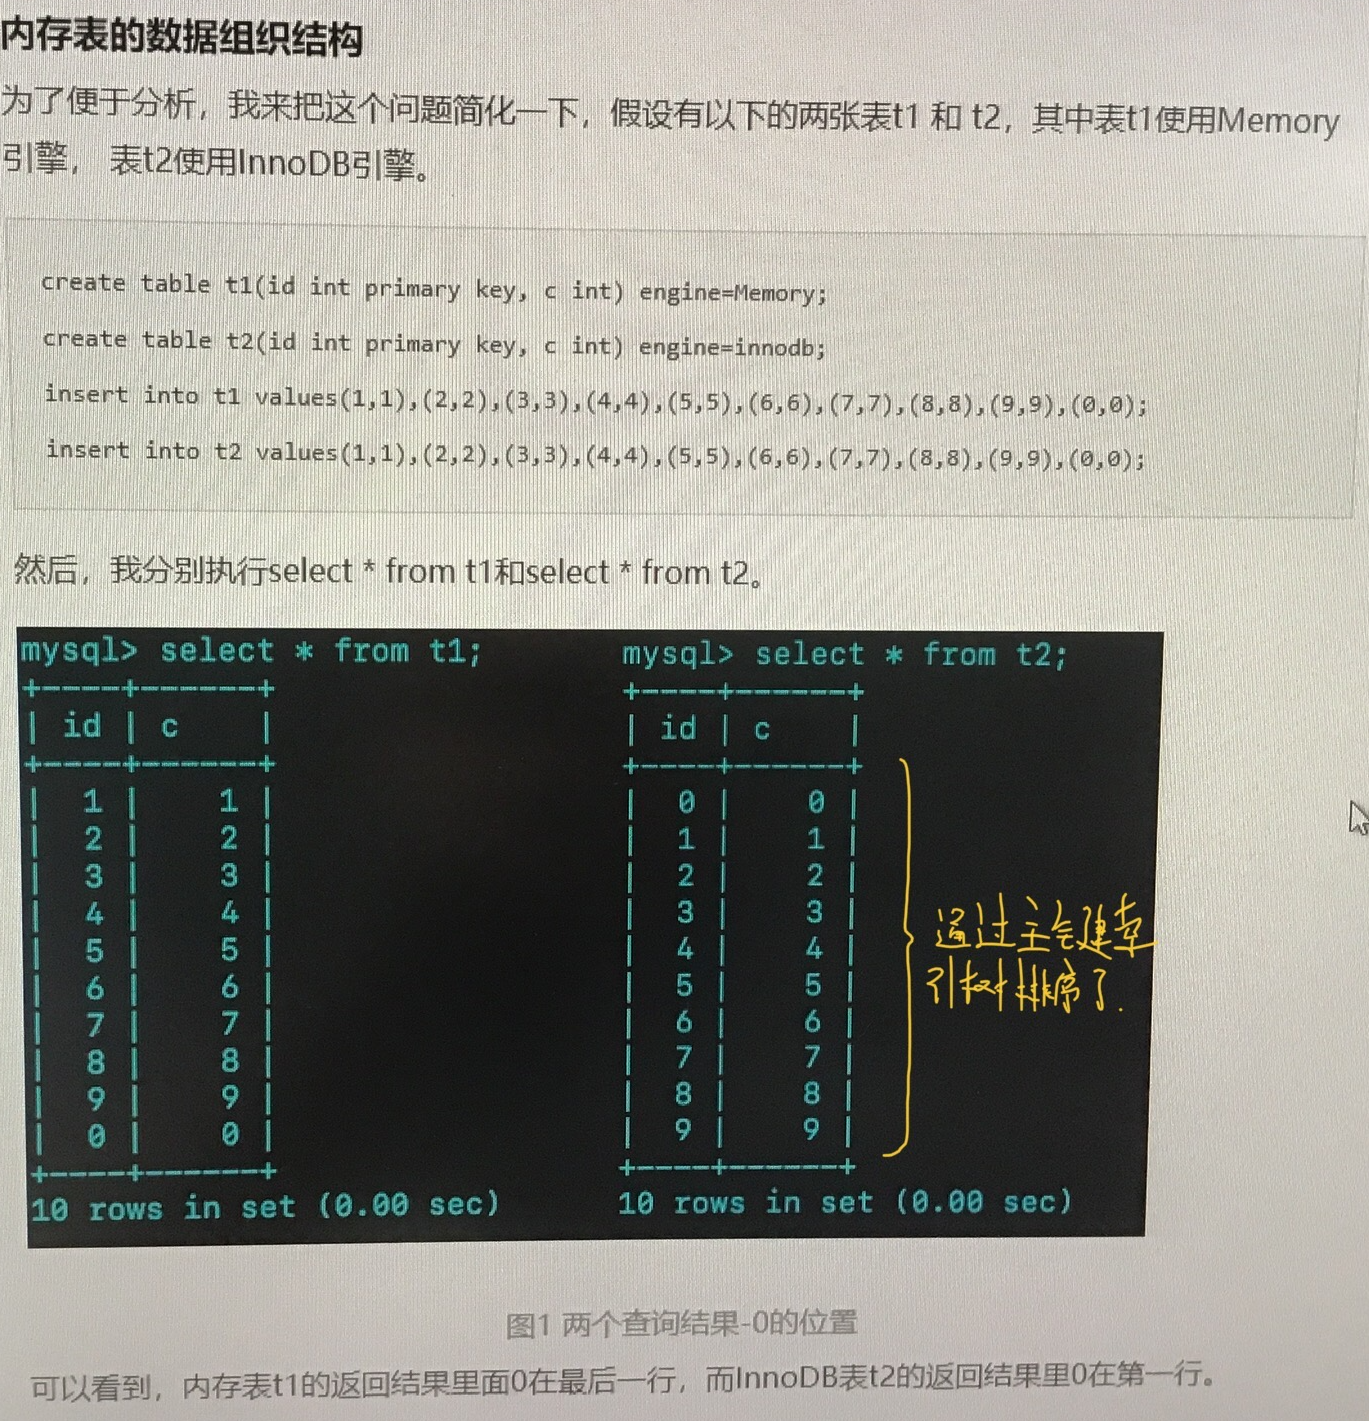 内存表的数据组织结构
为了便于分析，我来把这个问题简化一下，假设有以下的两张表t1 和 t2，其中表t1使用Memory
引擎， 表t2使用InnoDB引擎。
create table t1(id int primary key, c int) engine=Memory;
create table t2(id int primary key, c int) engine=innodb;
insert into t1 values(1,1),(2,2),(3,3),(4,4),(5,5),(6,6),(7,7),(8,8),(9,9),(0,0);
insert into t2 values(1,1),(2,2),(3,3),(4,4),(5,5),(6,6),(7,7),(8,8),(9,9),(0,0);
然后，我分别执行select * from t1和select * from t2。
mysql> select * from t1;
+----+------+
| id | c    |
+----+------+
|  1 |    1 |
|  2 |    2 |
|  3 |    3 |
|  4 |    4 |
|  5 |    5 |
|  6 |    6 |
|  7 |    7 |
|  8 |    8 |
|  9 |    9 |
|  0 |    0 |
+----+------+
10 rows in set (0.00 sec)
mysql> select * from t2;
+----+------+
| id | c    |
+----+------+
|  0 |    0 |
|  1 |    1 |
|  2 |    2 |
|  3 |    3 |
|  4 |    4 |
|  5 |    5 |
|  6 |    6 |
|  7 |    7 |
|  8 |    8 |
|  9 |    9 |
+----+------+
10 rows in set (0.00 sec)
通过主键索
引树排序了.
图1 两个查询结果-0的位置
可以看到，内存表t1的返回结果里面0在最后一行，而InnoDB表t2的返回结果里0在第一行。